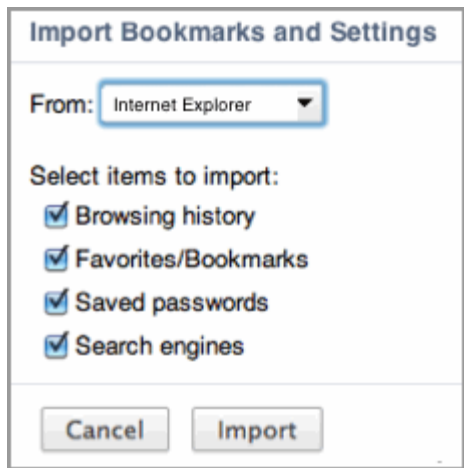 Import Bookmarks and Settings
From: Internet Explorer
Select items to import:
Browsing history
Favorites/Bookmarks
Saved passwords
Search engines
Cancel Import